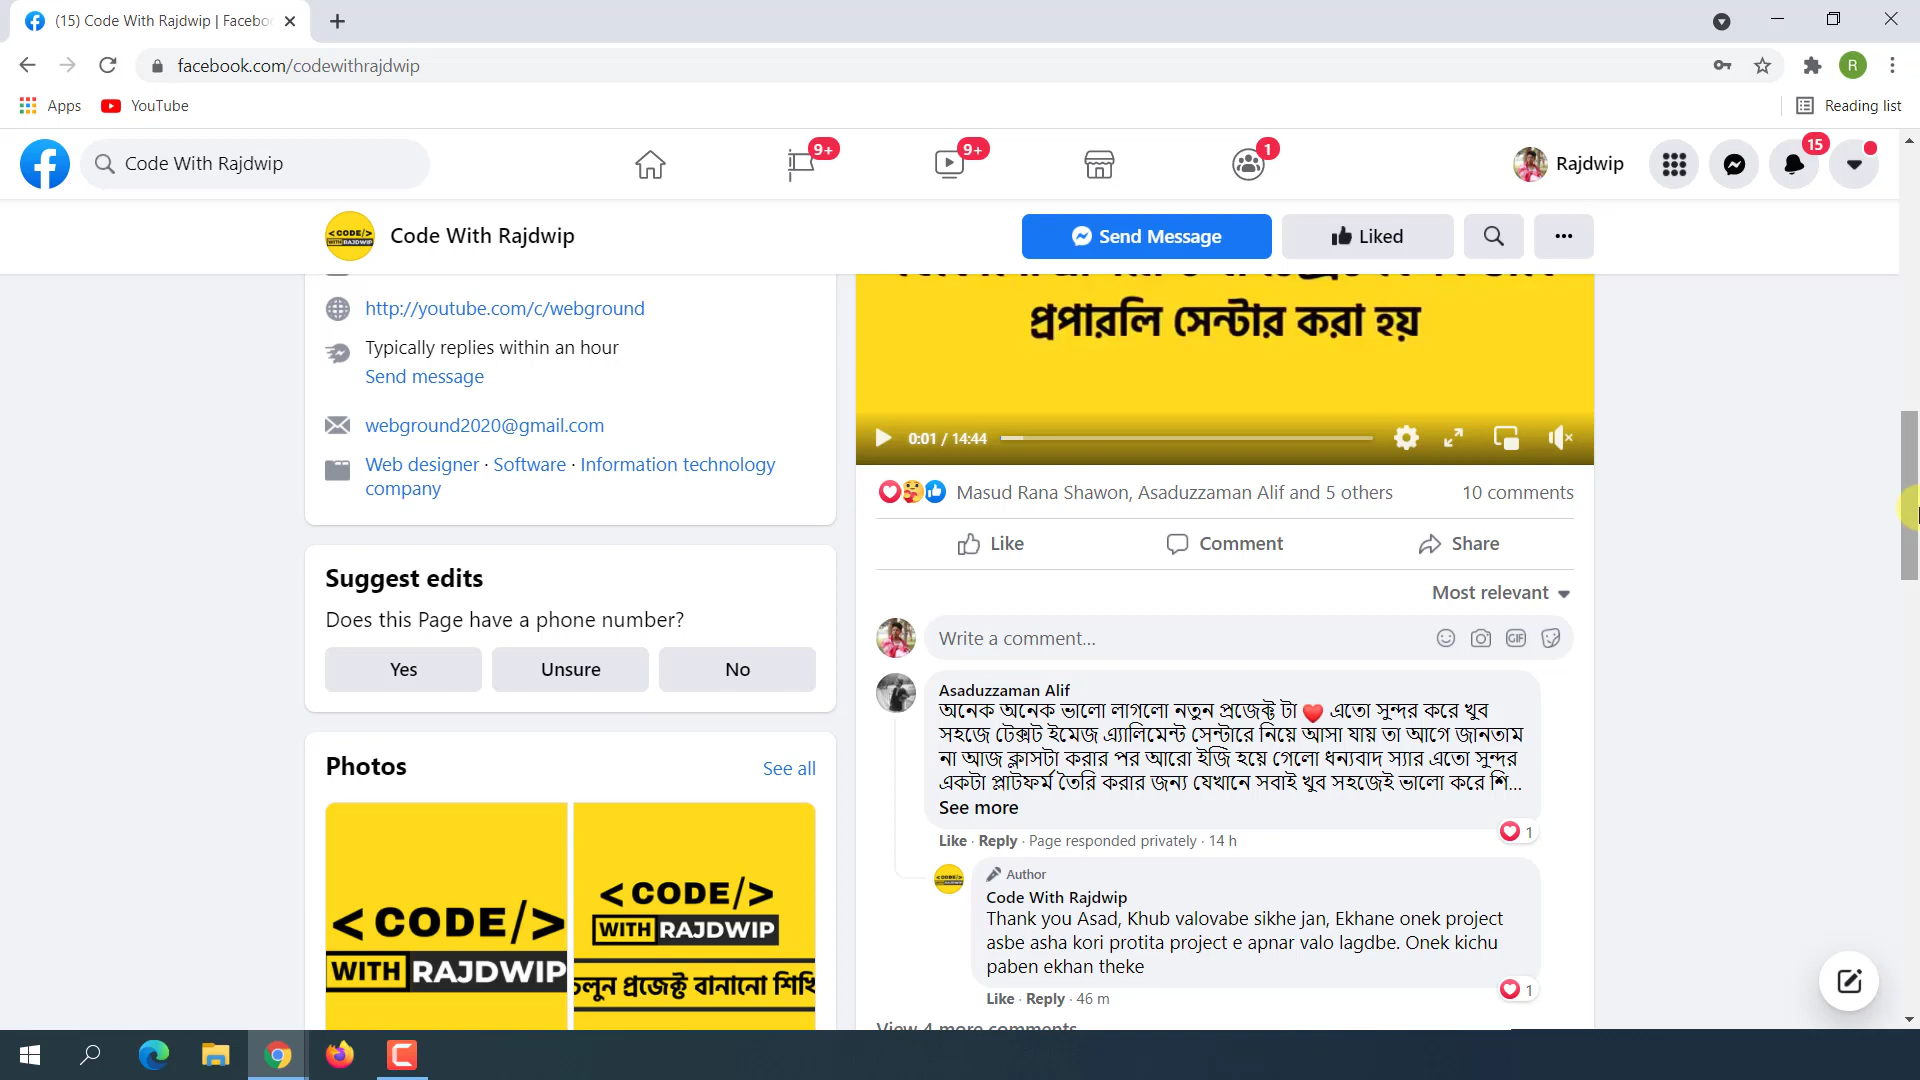 (15) Code With Rajdwip | Facebo
facebook.com/codewithrajdwip
R
Apps
YouTube
Reading list
Code With Rajdwip
9+
9+
1
Rajdwip
15
<CODE/>
WITH RAJDWIP
Code With Rajdwip
Send Message
Liked
http://youtube.com/c/webground
Typically replies within an hour
Send message
webground2020@gmail.com
Web designer · Software · Information technology
company
Suggest edits
Does this Page have a phone number?
Yes
Unsure
No
Photos
See all
<CODE/>
WITH RAJDWIP
<CODE/>
WITH RAJDWIP
চলুন প্রজেক্ট বানানো শিখি
প্রপারলি সেন্টার করা হয়
0:01 / 14:44
Masud Rana Shawon, Asaduzzaman Alif and 5 others
10 comments
Like
Comment
Share
Most relevant
Write a comment...
GIF
Asaduzzaman Alif
অনেক অনেক ভালো লাগলো নতুন প্রজেক্ট টা ❤️ এতো সুন্দর করে খুব
সহজে টেক্সট ইমেজ এ্যালিমেন্ট সেন্টারে নিয়ে আসা যায় তা আগে জানতাম
না আজ ক্লাসটা করার পর আরো ইজি হয়ে গেলো ধন্যবাদ স্যার এতো সুন্দর
একটা প্লাটফর্ম তৈরি করার জন্য যেখানে সবাই খুব সহজেই ভালো করে শি...
See more
1
Like · Reply · Page responded privately · 14 h
Author
Code With Rajdwip
Thank you Asad, Khub valovabe sikhe jan, Ekhane onek project
asbe asha kori protita project e apnar valo lagdbe. Onek kichu
paben ekhan theke
1
Like · Reply · 46 m
View 4 more comments